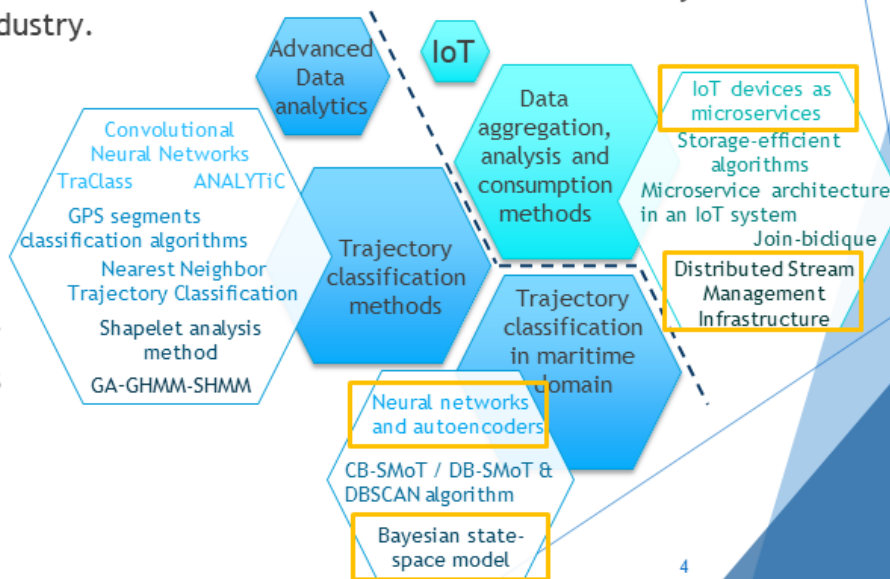 dustry.
Advanced
Data
analytics
IoT
Convolutional
Neural Networks
TraClass ANALYTiC
GPS segments
classification algorithms
Nearest Neighbor
Trajectory Classification
Shapelet analysis
method
GA-GHMM-SHMM
Trajectory
classification
methods
Data
aggregation,
analysis and
consumption
methods
IoT devices as
microservices
Storage-efficient
algorithms
Microservice architecture
in an IoT system
Join-biclique
Distributed Stream
Management
Infrastructure
Trajectory
classification
in maritime
domain
Neural networks
and autoencoders
CB-SMoT / DB-SMoT &
DBSCAN algorithm
Bayesian state-
space model
4